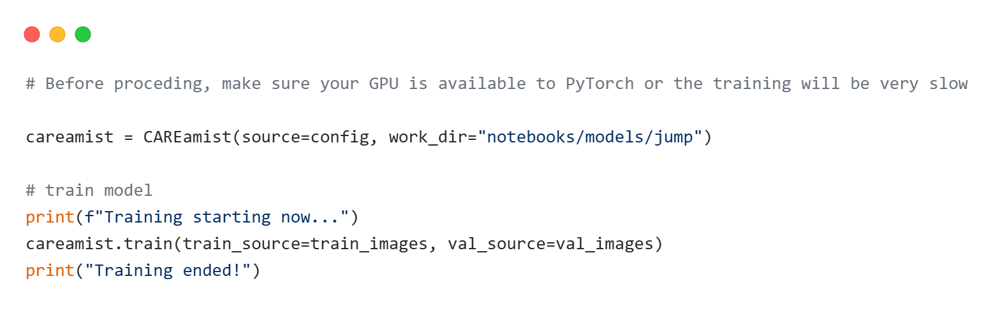 # Before proceding, make sure your GPU is available to PyTorch or the training will be very slow
careamist = CAREamist(source=config, work_dir="notebooks/models/jump")
# train model
print(f"Training starting now...")
careamist.train(train_source=train_images, val_source=val_images)
print("Training ended!")